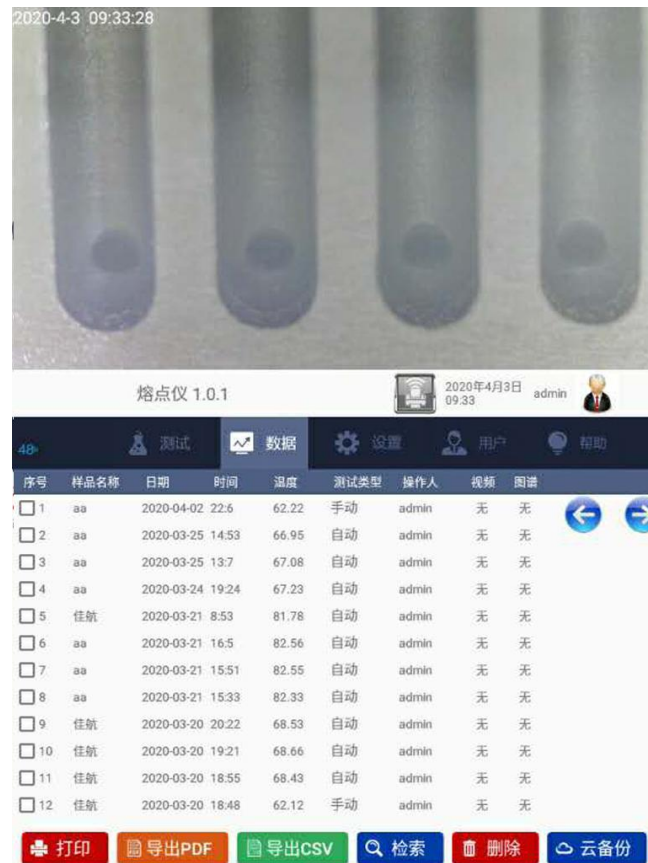 2020-4-3 09:33:28
熔点仪 1.0.1
2020年4月3日
09:33
admin
48°
测试
数据
设置
用户
帮助
序号 样品名称 日期 时间 温度 测试类型 操作人 视频 图谱
1 aa 2020-04-02 22:6 62.22 手动 admin 无 无
2 aa 2020-03-25 14:53 66.95 自动 admin 无 无
3 aa 2020-03-25 13:7 67.08 自动 admin 无 无
4 aa 2020-03-24 19:24 67.23 自动 admin 无 无
5 佳航 2020-03-21 8:53 81.78 自动 admin 无 无
6 aa 2020-03-21 16:5 82.56 自动 admin 无 无
7 aa 2020-03-21 15:51 82.55 自动 admin 无 无
8 aa 2020-03-21 15:33 82.33 自动 admin 无 无
9 佳航 2020-03-20 20:22 68.53 自动 admin 无 无
10 佳航 2020-03-20 19:21 68.66 自动 admin 无 无
11 佳航 2020-03-20 18:55 68.43 自动 admin 无 无
12 佳航 2020-03-20 18:48 62.12 手动 admin 无 无
打印
导出PDF
导出CSV
检索
删除
云备份